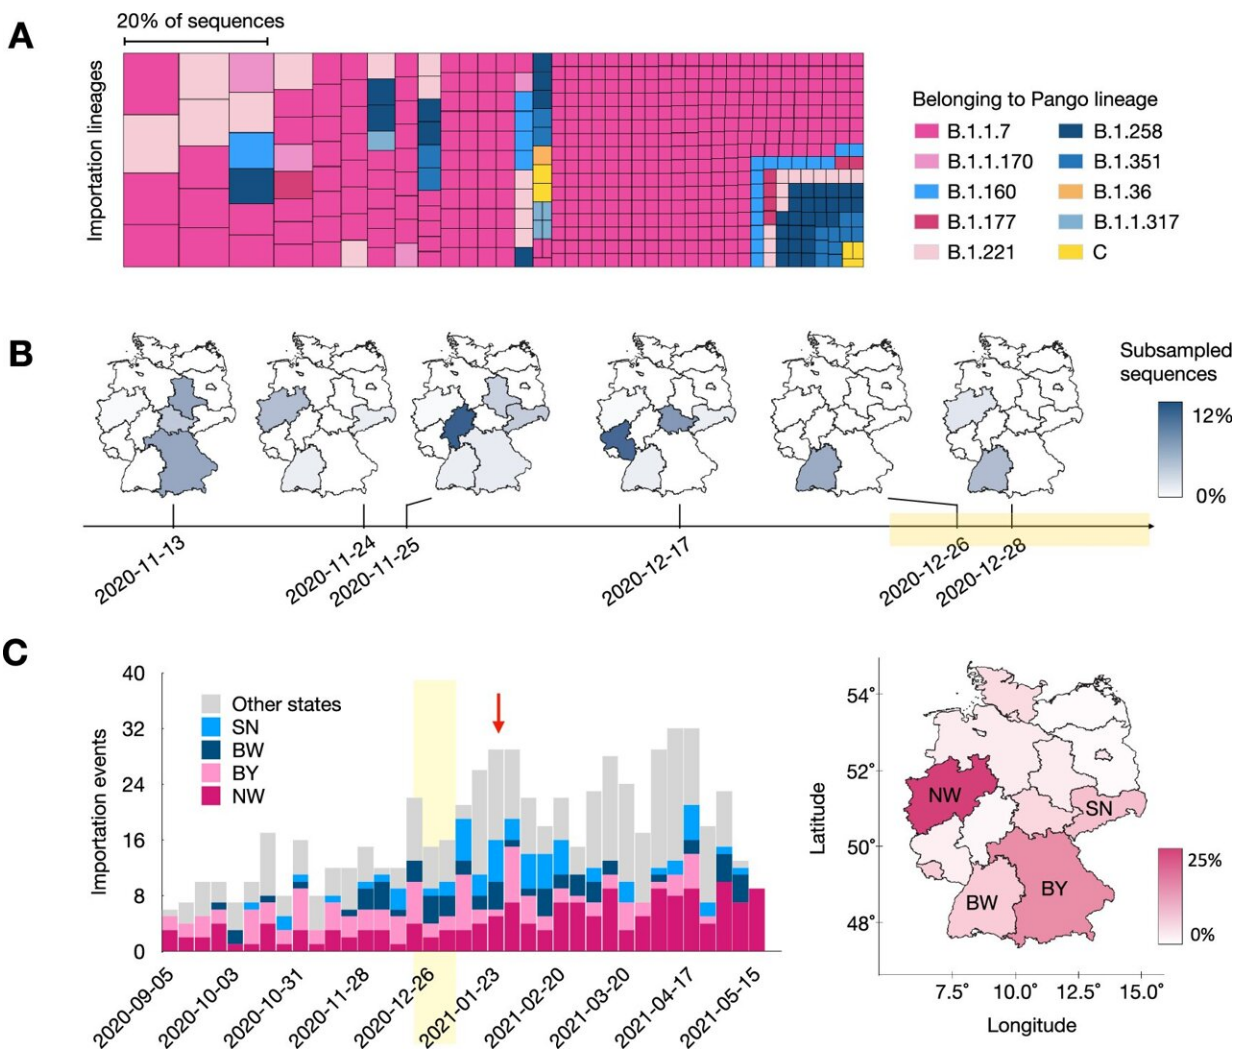 A
20% of sequences
Importation lineages
Belonging to Pango lineage
B.1.1.7
B.1.258
B.1.1.170
B.1.351
B.1.160
B.1.36
B.1.177
B.1.1.317
B.1.221
C
B
Subsampled
sequences
12%
0%
2020-11-13
2020-11-24
2020-11-25
2020-12-17
2020-12-26
2020-12-28
C
Importation events
40
32
24
16
8
0
Other states
SN
BW
BY
NW
2020-09-05
2020-10-03
2020-10-31
2020-11-28
2020-12-26
2021-01-23
2021-02-20
2021-03-20
2021-04-17
2021-05-15
Latitude
54°
52°
50°
48°
NW
SN
BW
BY
25%
0%
7.5°
10.0°
12.5°
15.0°
Longitude